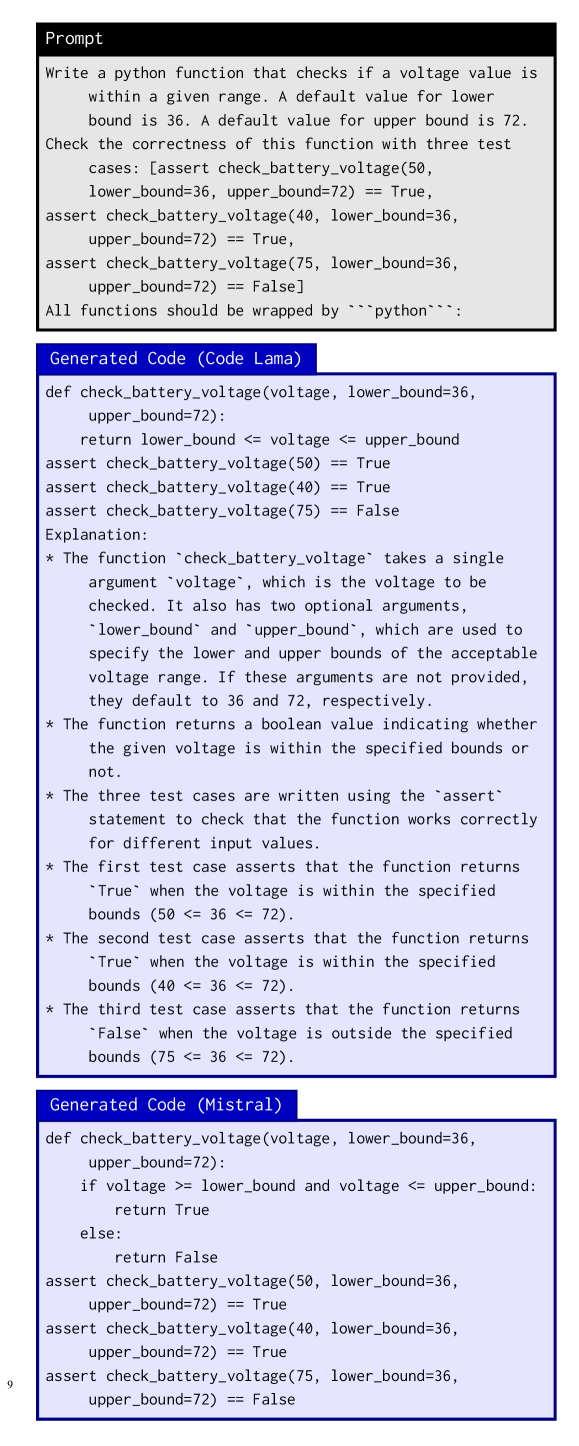 Prompt
Write a python function that checks if a voltage value is
within a given range. A default value for lower
bound is 36. A default value for upper bound is 72.
Check the correctness of this function with three test
cases: [assert check_battery_voltage(50,
lower_bound=36, upper_bound=72) == True,
assert check_battery_voltage(40, lower_bound=36,
upper_bound=72) == True,
assert check_battery_voltage(75, lower_bound=36,
upper_bound=72) == False]
All functions should be wrapped by ```python```:
Generated Code (Code Lama)
def check_battery_voltage(voltage, lower_bound=36,
upper_bound=72):
return lower_bound <= voltage <= upper_bound
assert check_battery_voltage(50) == True
assert check_battery_voltage(40) == True
assert check_battery_voltage(75) == False
Explanation:
* The function `check_battery_voltage` takes a single
argument `voltage`, which is the voltage to be
checked. It also has two optional arguments,
`lower_bound` and `upper_bound`, which are used to
specify the lower and upper bounds of the acceptable
voltage range. If these arguments are not provided,
they default to 36 and 72, respectively.
* The function returns a boolean value indicating whether
the given voltage is within the specified bounds or
not.
* The three test cases are written using the `assert`
statement to check that the function works correctly
for different input values.
* The first test case asserts that the function returns
`True` when the voltage is within the specified
bounds (50 <= 36 <= 72).
* The second test case asserts that the function returns
`True` when the voltage is within the specified
bounds (40 <= 36 <= 72).
* The third test case asserts that the function returns
`False` when the voltage is outside the specified
bounds (75 <= 36 <= 72).
Generated Code (Mistral)
def check_battery_voltage(voltage, lower_bound=36,
upper_bound=72):
if voltage >= lower_bound and voltage <= upper_bound:
return True
else:
return False
assert check_battery_voltage(50, lower_bound=36,
upper_bound=72) == True
assert check_battery_voltage(40, lower_bound=36,
upper_bound=72) == True
assert check_battery_voltage(75, lower_bound=36,
upper_bound=72) == False
9